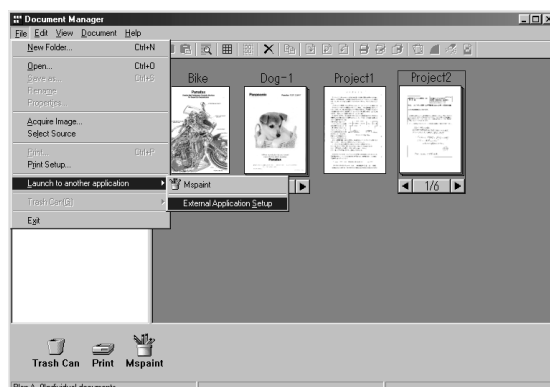 Document Manager
File Edit View Document Help
New Folder... Ctrl+N
Open... Ctrl+O
Save as... Ctrl+S
Rename
Properties...
Acquire Image...
Select Source
Print... Ctrl+P
Print Setup...
Launch to another application
Trash Can(G)
Exit
Mspaint
External Application Setup
Bike Dog-1 Project1 Project2
Panafax
Panasonic
1/6
Trash Can Print Mspaint